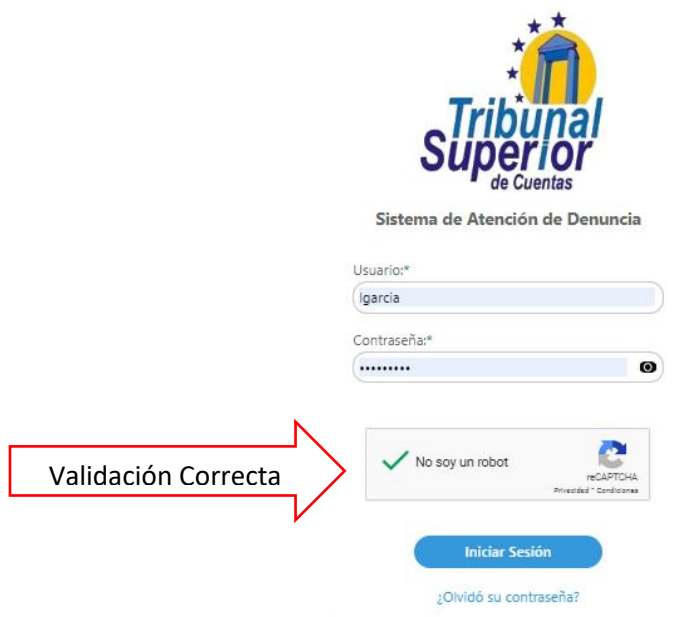 Tribunal
Superior
de Cuentas
Sistema de Atención de Denuncia
Usuario:*
lgarcia
Contraseña:*
•••••••••
Validación Correcta
No soy un robot
reCAPTCHA
Privacidad - Condiciones
Iniciar Sesión
¿Olvidó su contraseña?